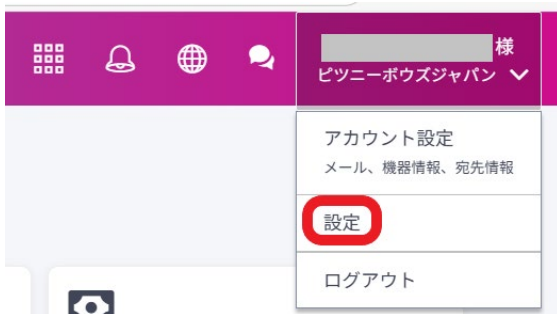 様
ピツニーボウズジャパン
アカウント設定
メール、機器情報、宛先情報
設定
ログアウト